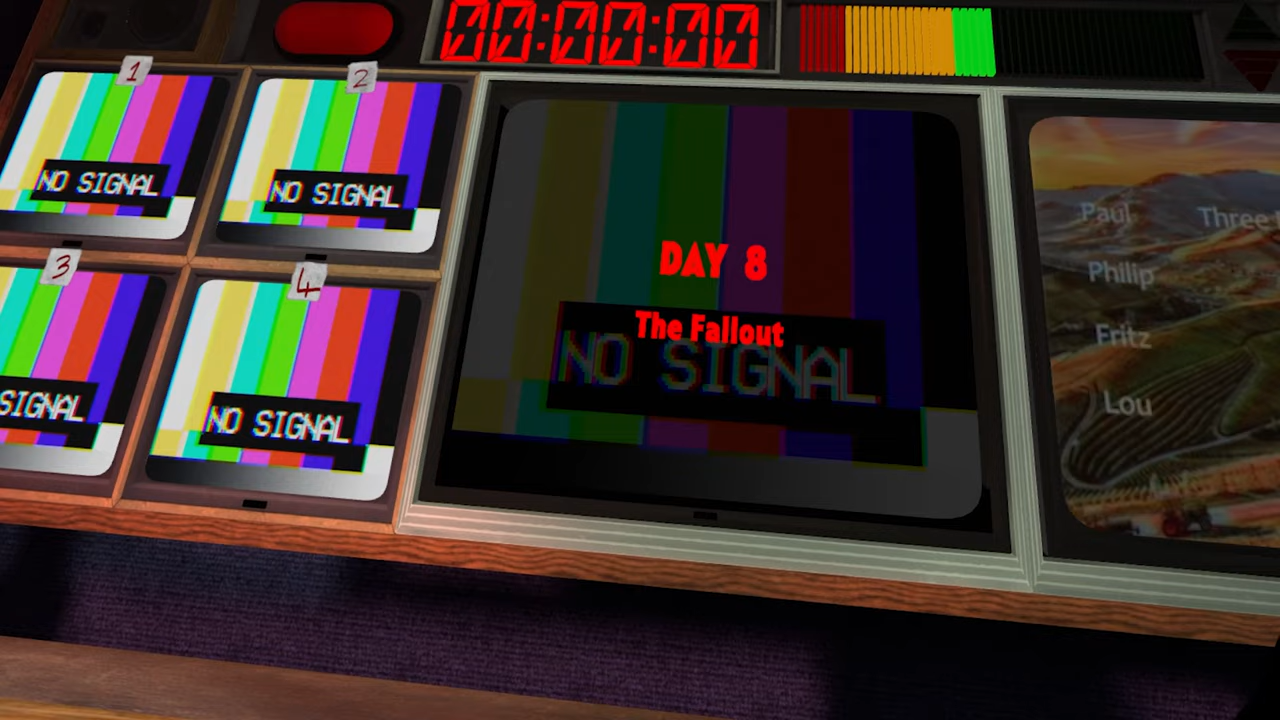 00:00:00
1
2
NO SIGNAL
NO SIGNAL
3
4
SIGNAL
NO SIGNAL
DAY 8
The Fallout
NO SIGNAL
Paul
Three
Philip
Fritz
Lou